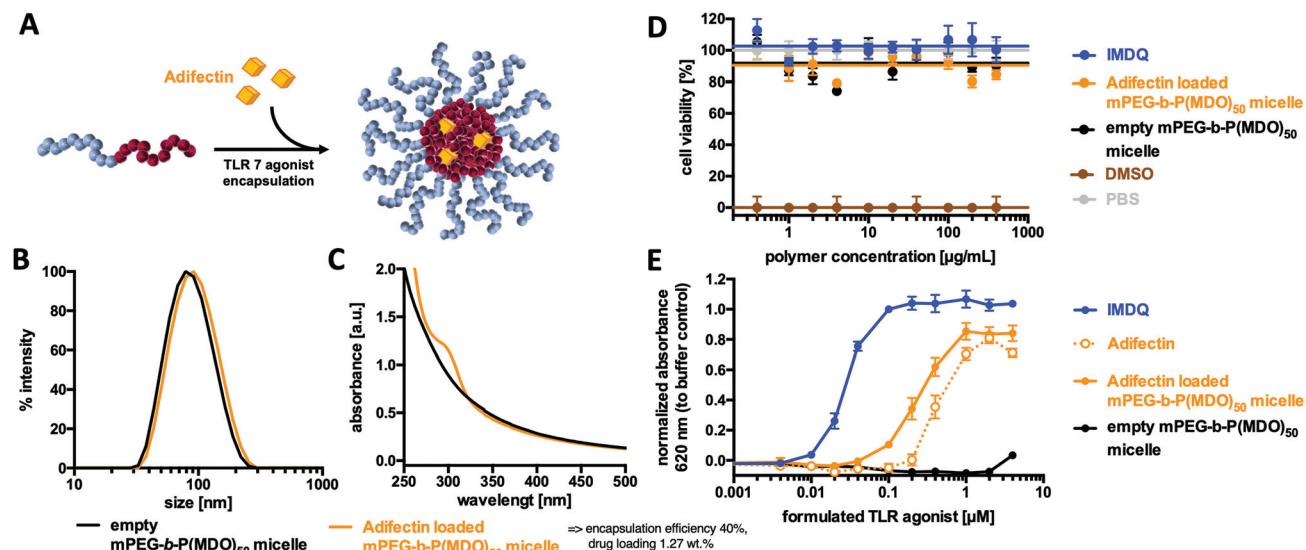 A
Adifectin
TLR 7 agonist
encapsulation
B
% intensity
100
80
60
40
20
0
10
100
1000
size [nm]
C
absorbance [a.u.]
2.0
1.5
1.0
0.5
0.0
250
300
350
400
450
500
wavelengt [nm]
empty
mPEG-b-P(MDO)50 micelle
Adifectin loaded
mPEG-b-P(MDO) micelle
=> encapsulation efficiency 40%,
drug loading 1.27 wt.%
D
cell viability [%]
120
100
80
60
40
20
0
1
10
100
1000
polymer concentration [µg/mL]
IMDQ
Adifectin loaded
mPEG-b-P(MDO)50 micelle
empty mPEG-b-P(MDO)50
micelle
DMSO
PBS
E
normalized absorbance
620 nm (to buffer control)
1.2
1.0
0.8
0.6
0.4
0.2
0.0
0.001
0.01
0.1
1
10
formulated TLR agonist [µM]
IMDQ
Adifectin
Adifectin loaded
mPEG-b-P(MDO)50 micelle
empty mPEG-b-P(MDO)50
micelle